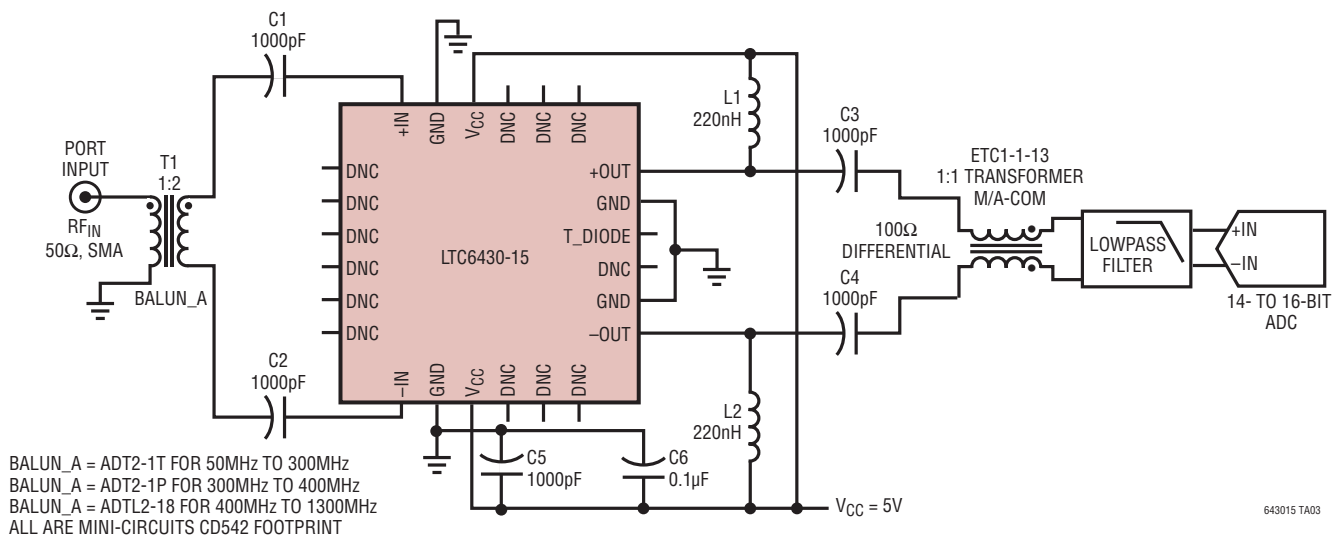 C1
1000pF
PORT
INPUT
RFIN
50Ω, SMA
T1
1:2
BALUN_A
C2
1000pF
+IN
GND
VCC
DNC
DNC
DNC
DNC
DNC
DNC
DNC
DNC
DNC
LTC6430-15
+OUT
GND
T_DIODE
DNC
GND
–OUT
–IN
GND
VCC
DNC
DNC
DNC
L1
220nH
C3
1000pF
ETC1-1-13
1:1 TRANSFORMER
M/A-COM
100Ω
DIFFERENTIAL
LOWPASS
FILTER
+IN
–IN
14- TO 16-BIT
ADC
C4
1000pF
L2
220nH
C5
1000pF
C6
0.1µF
VCC = 5V
BALUN_A = ADT2-1T FOR 50MHz TO 300MHz
BALUN_A = ADT2-1P FOR 300MHz TO 400MHz
BALUN_A = ADTL2-18 FOR 400MHz TO 1300MHz
ALL ARE MINI-CIRCUITS CD542 FOOTPRINT
643015 TA03